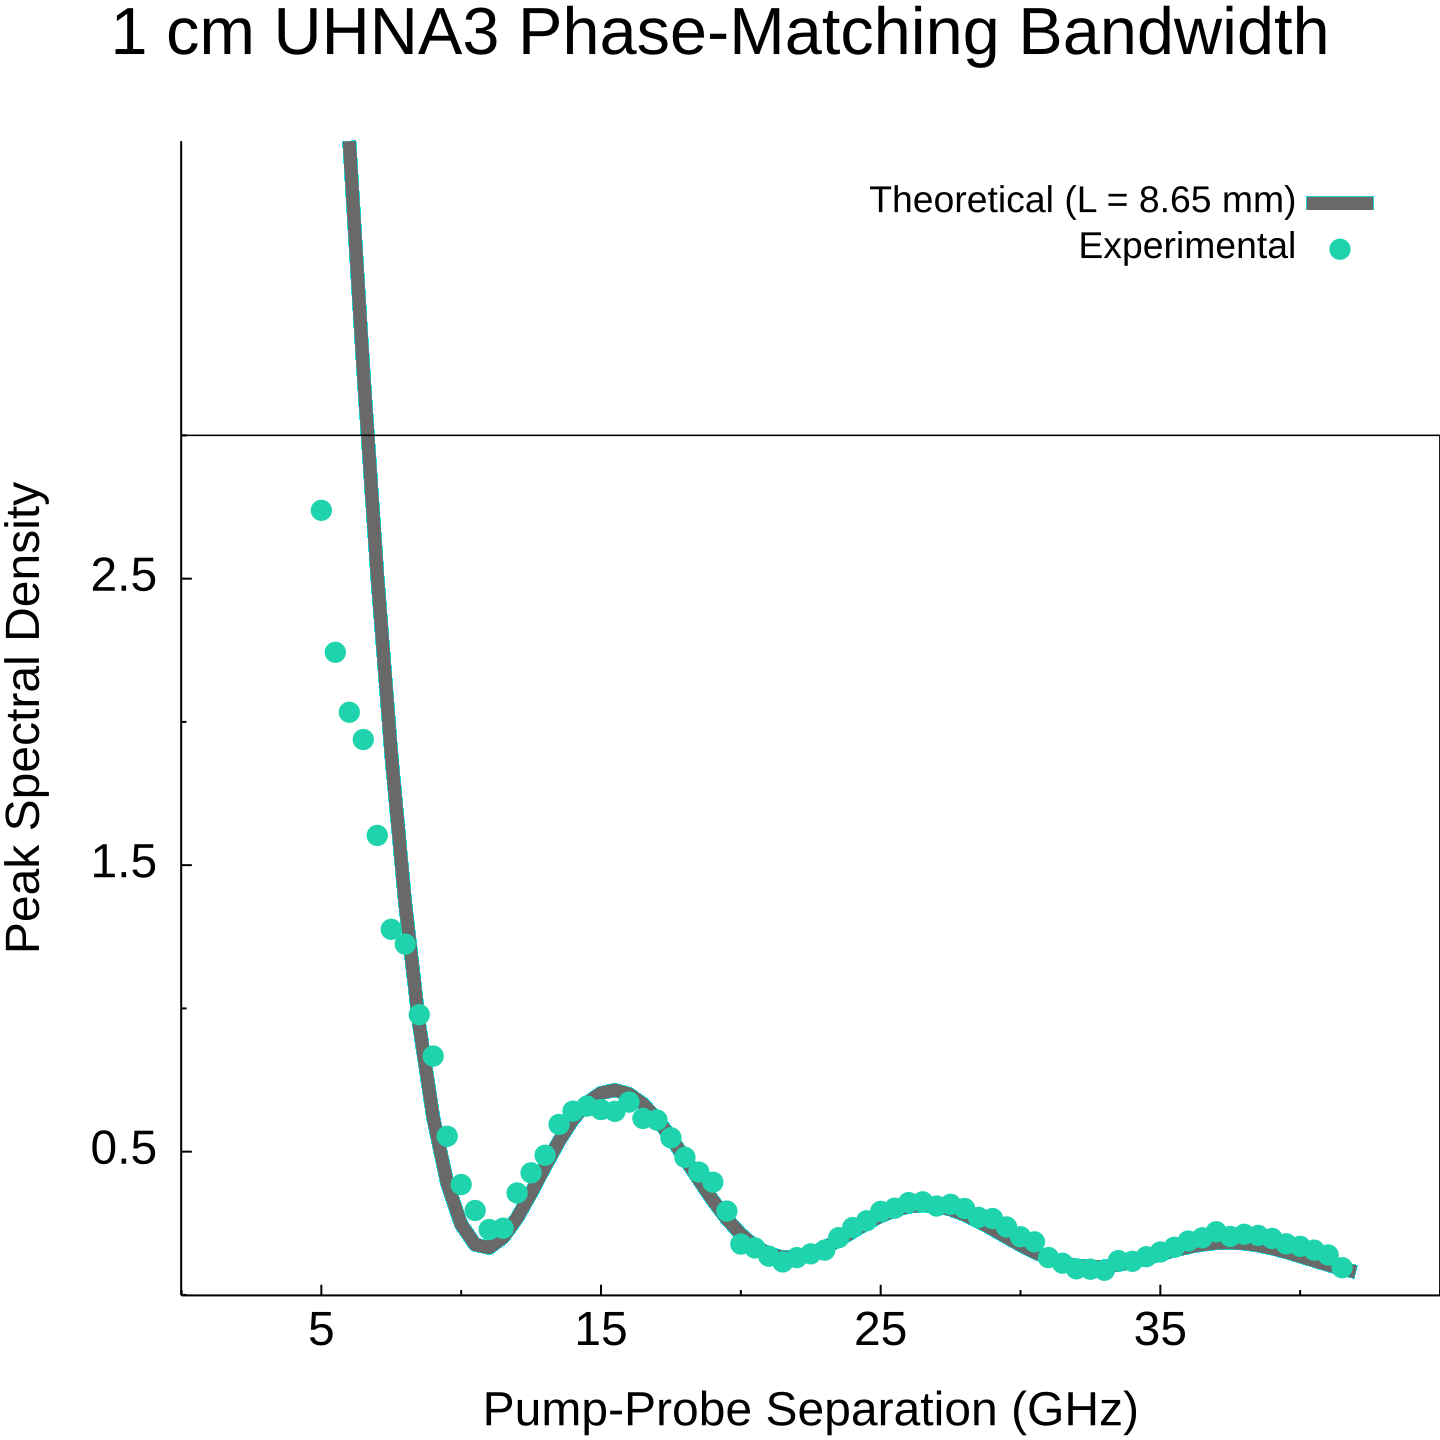 1 cm UHNA3 Phase-Matching Bandwidth
Theoretical (L = 8.65 mm)
Experimental
Peak Spectral Density
2.5
1.5
0.5
5 15 25 35
Pump-Probe Separation (GHz)